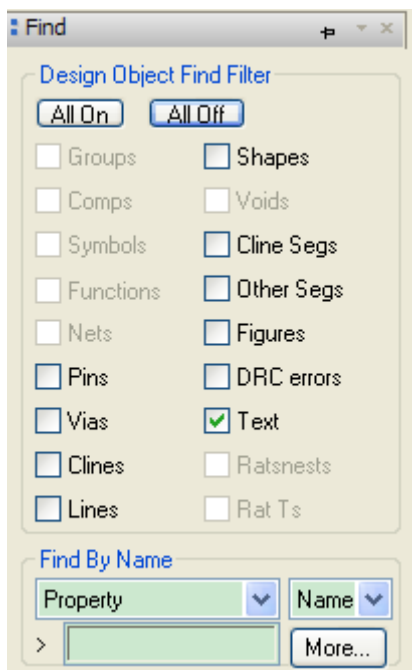 Find
Design Object Find Filter
All On All Off
Groups Shapes
Comps Voids
Symbols Cline Segs
Functions Other Segs
Nets Figures
Pins DRC errors
Vias Text
Clines Ratsnests
Lines Rat Ts
Find By Name
Property Name
> More...